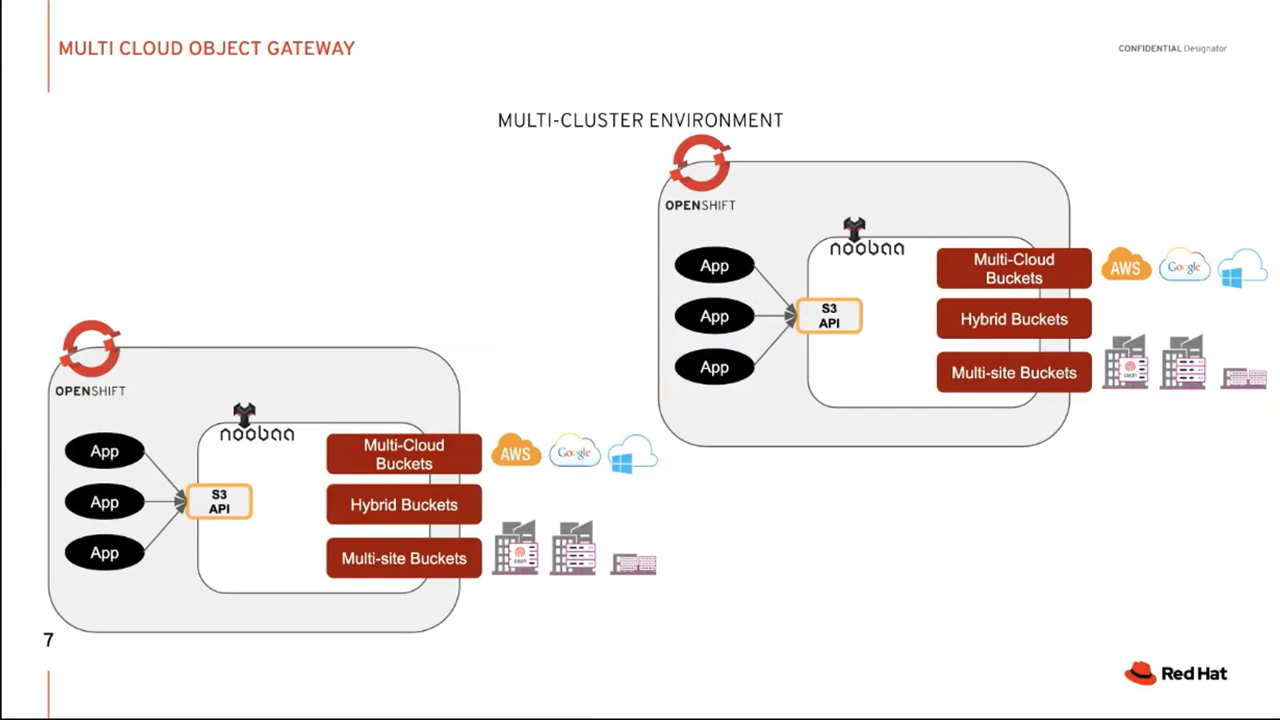 MULTI CLOUD OBJECT GATEWAY
CONFIDENTIAL Designator
MULTI-CLUSTER ENVIRONMENT
OPENSHIFT
noobaa
App
App
App
S3
API
Multi-Cloud
Buckets
Hybrid Buckets
Multi-site Buckets
AWS
Google
ceph
OPENSHIFT
noobaa
App
App
App
S3
API
Multi-Cloud
Buckets
Hybrid Buckets
Multi-site Buckets
AWS
Google
ceph
7
Red Hat